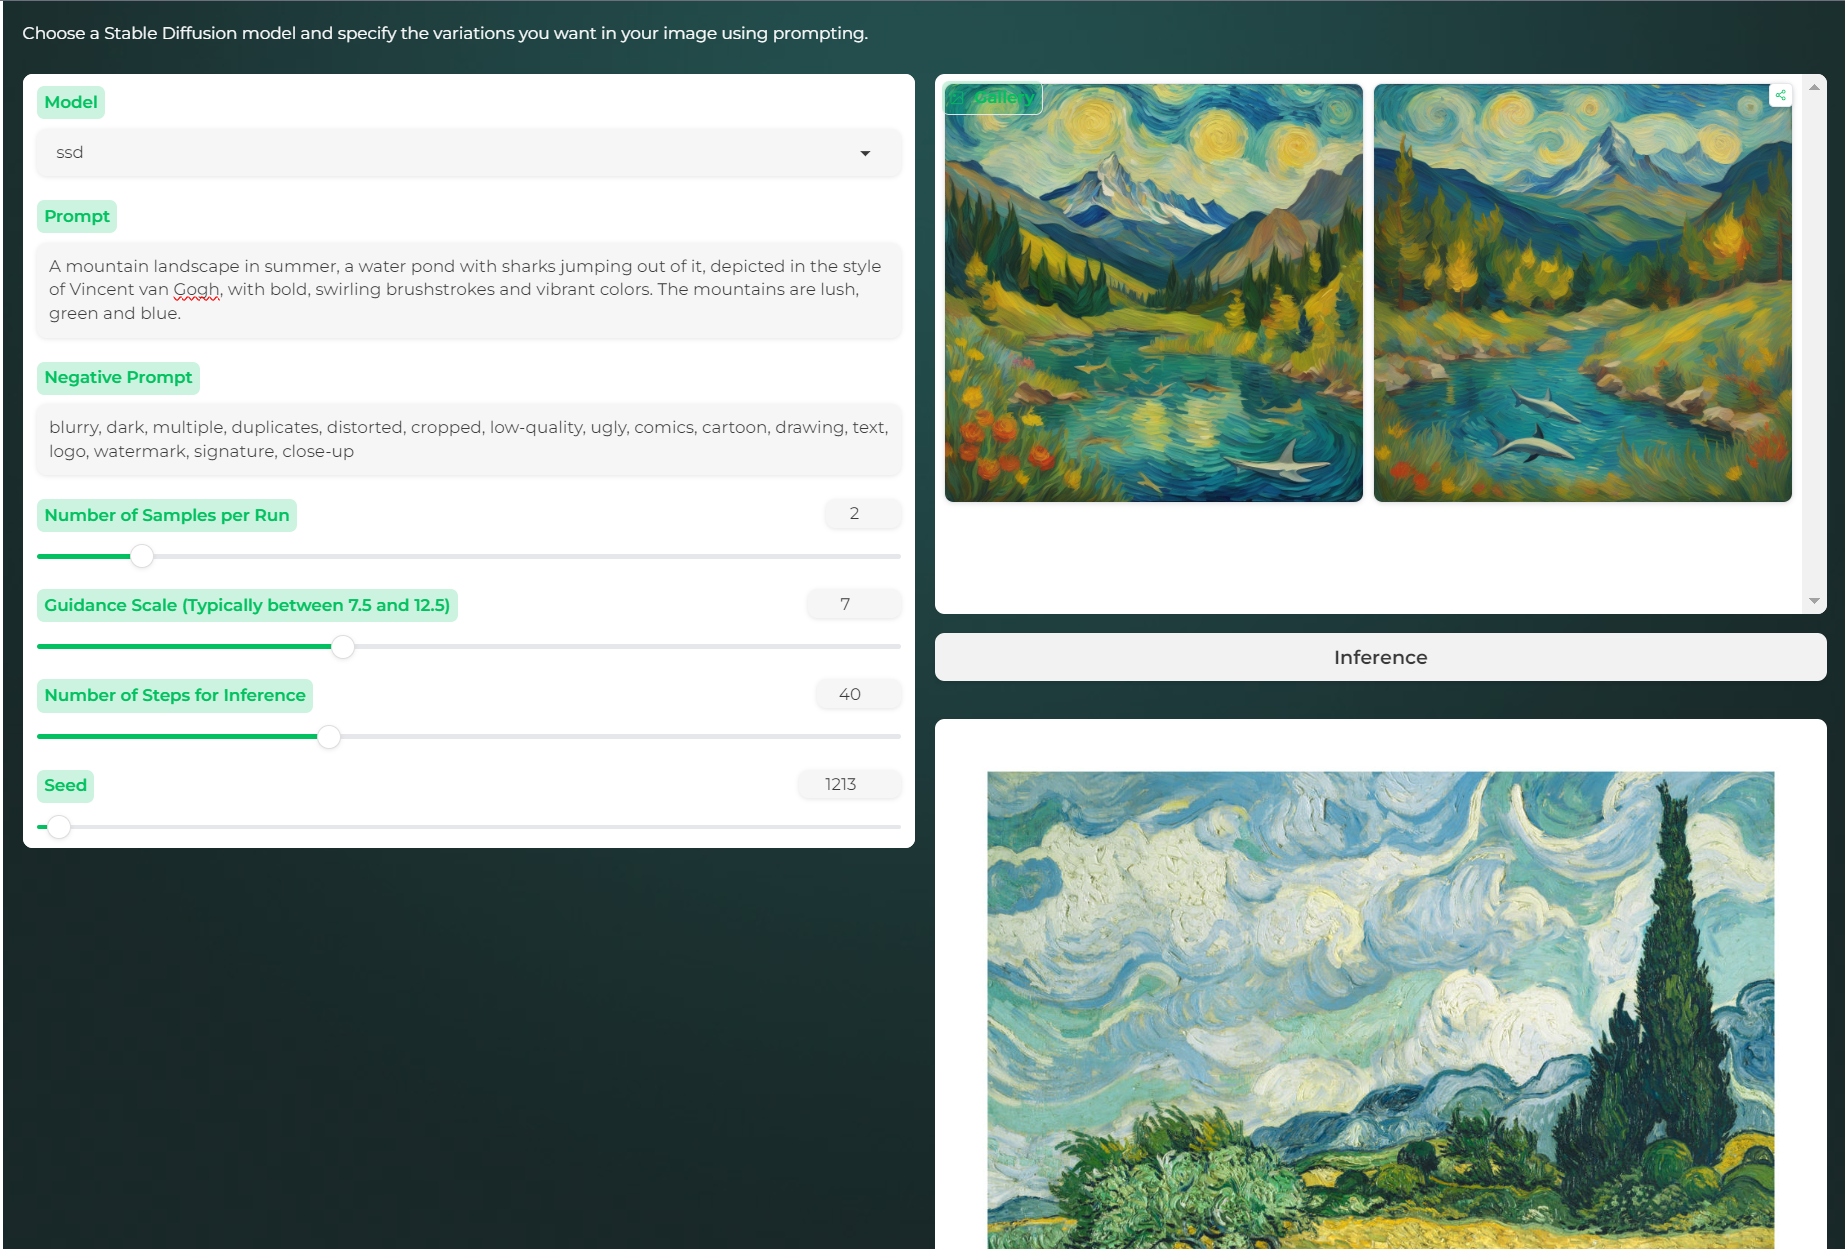 Choose a Stable Diffusion model and specify the variations you want in your image using prompting.
Model
ssd
Prompt
A mountain landscape in summer, a water pond with sharks jumping out of it, depicted in the style
of Vincent van Gogh, with bold, swirling brushstrokes and vibrant colors. The mountains are lush,
green and blue.
Negative Prompt
blurry, dark, multiple, duplicates, distorted, cropped, low-quality, ugly, comics, cartoon, drawing, text,
logo, watermark, signature, close-up
Number of Samples per Run
2
Guidance Scale (Typically between 7.5 and 12.5)
7
Number of Steps for Inference
40
Seed
1213
Gallery
Inference